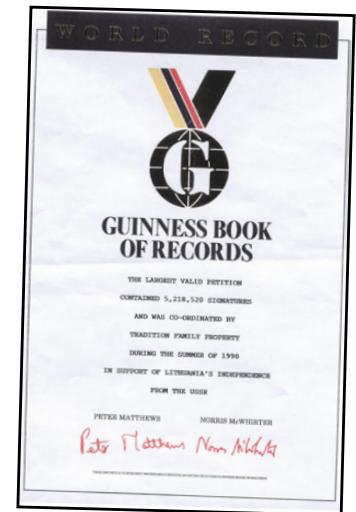 WORLD RECORD
G
GUINNESS BOOK
OF RECORDS
THE LARGEST VALID PETITION
CONTAINED 5,218,520 SIGNATURES
AND WAS CO-ORDINATED BY
TRADITION FAMILY PROPERTY
DURING THE SUMMER OF 1990
IN SUPPORT OF LITHUANIA'S INDEPENDENCE
FROM THE USSR
PETER MATTHEWS NORRIS McWHIRTER
Peter Matthews Norris McWhirter